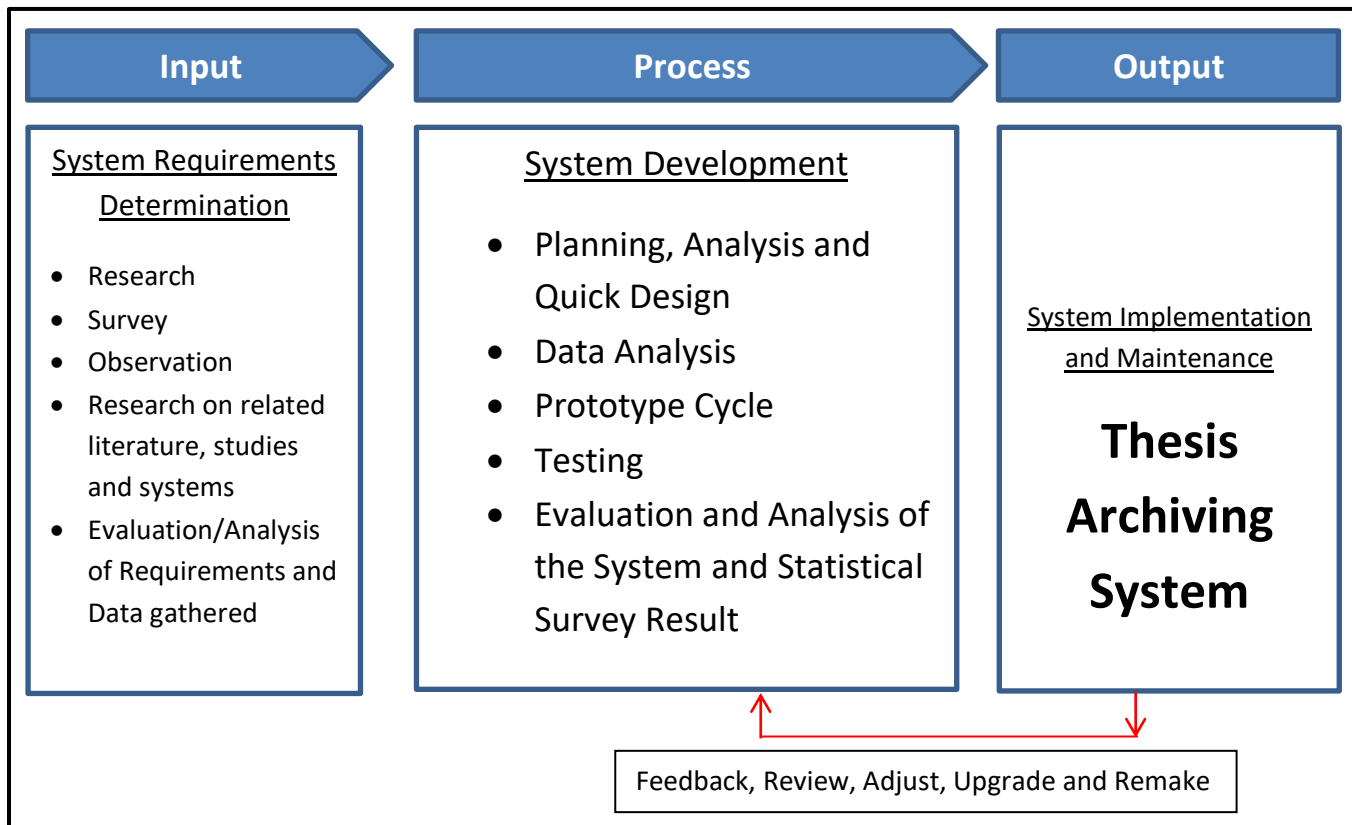 Input
Process
Output
System Requirements
Determination
• Research
• Survey
• Observation
• Research on related
literature, studies
and systems
• Evaluation/Analysis
of Requirements and
Data gathered
System Development
• Planning, Analysis and
Quick Design
• Data Analysis
• Prototype Cycle
• Testing
• Evaluation and Analysis of
the System and Statistical
Survey Result
System Implementation
and Maintenance
Thesis
Archiving
System
Feedback, Review, Adjust, Upgrade and Remake